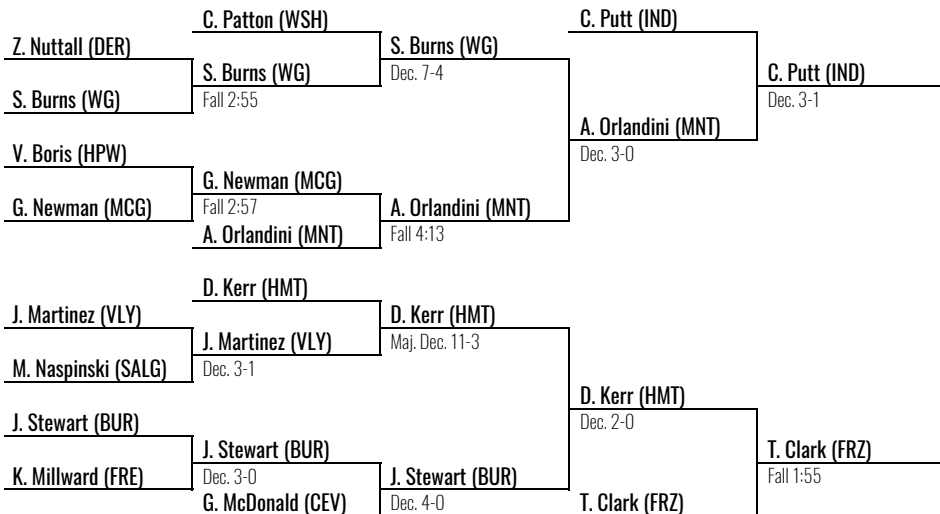 C. Patton (WSH)
C. Putt (IND)
Z. Nuttall (DER)
S. Burns (WG)
S. Burns (WG)
Dec. 7-4
C. Putt (IND)
S. Burns (WG)
Fall 2:55
Dec. 3-1
A. Orlandini (MNT)
V. Boris (HPW)
Dec. 3-0
G. Newman (MCG)
G. Newman (MCG)
Fall 2:57
A. Orlandini (MNT)
A. Orlandini (MNT)
Fall 4:13
D. Kerr (HMT)
J. Martinez (VLY)
D. Kerr (HMT)
J. Martinez (VLY)
Maj. Dec. 11-3
M. Naspinski (SALG)
Dec. 3-1
D. Kerr (HMT)
J. Stewart (BUR)
Dec. 2-0
J. Stewart (BUR)
T. Clark (FRZ)
K. Millward (FRE)
Dec. 3-0
J. Stewart (BUR)
Fall 1:55
G. McDonald (CEV)
Dec. 4-0
T. Clark (FRZ)